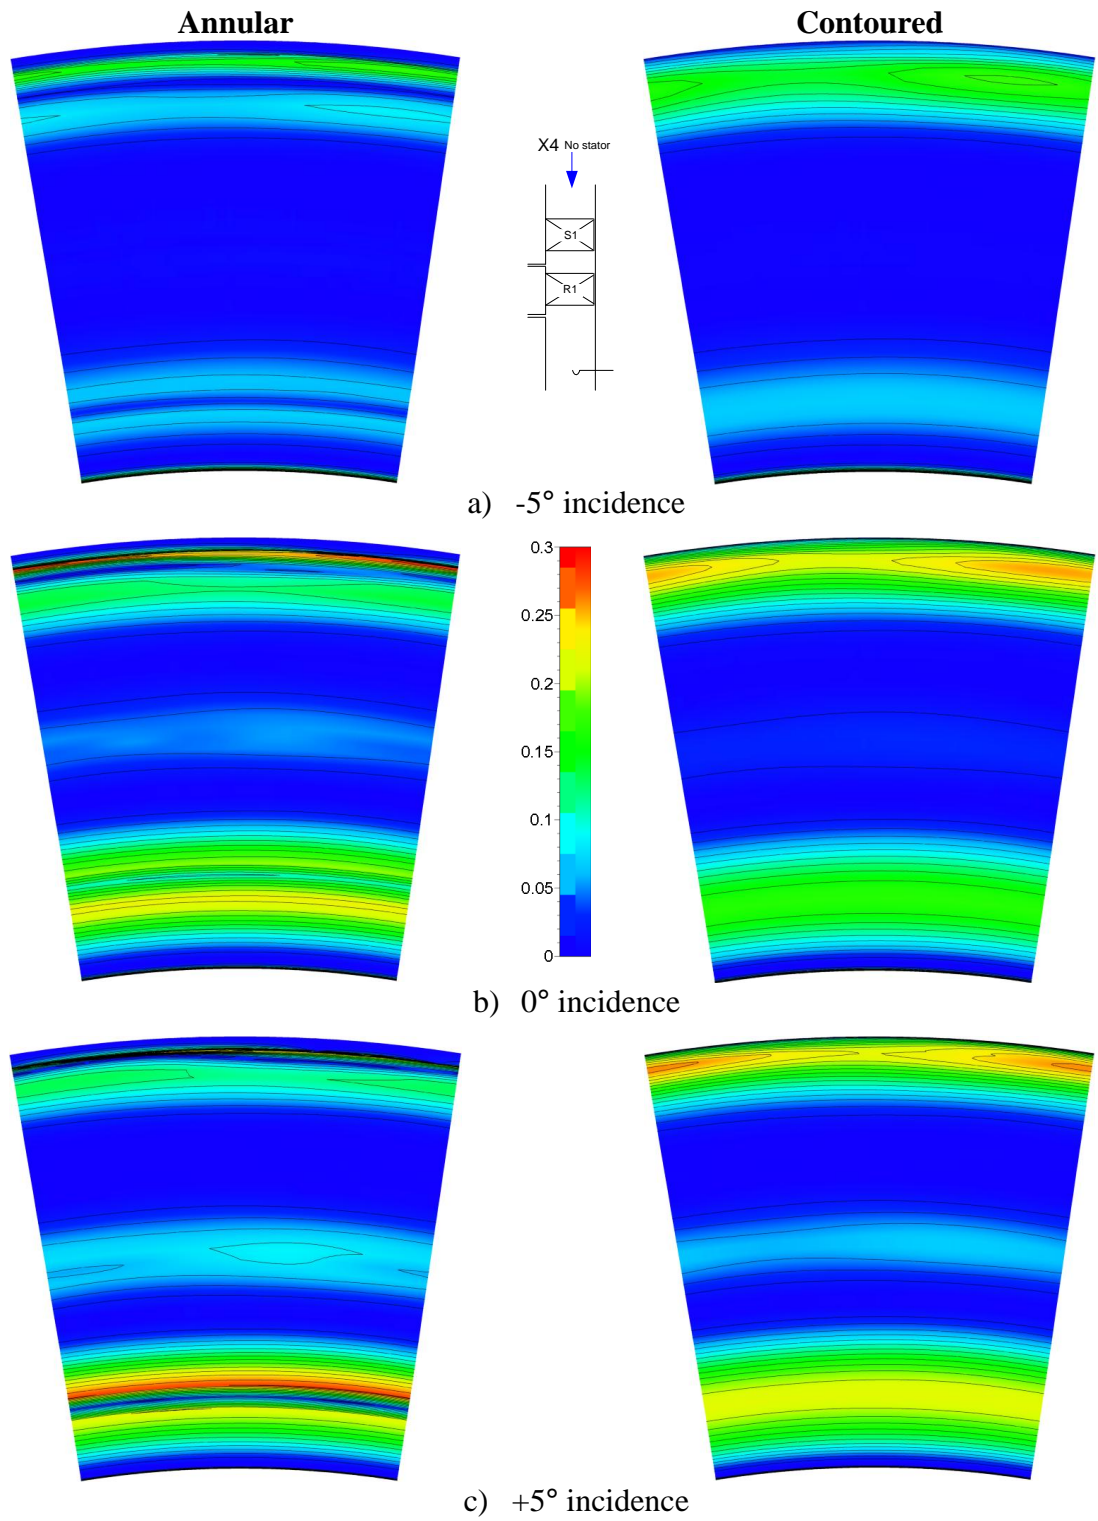 Annular
Contoured
X4 No stator
S1
R1
a) -5° incidence
0.3
0.25
0.2
0.15
0.1
0.05
0
b) 0° incidence
c) +5° incidence